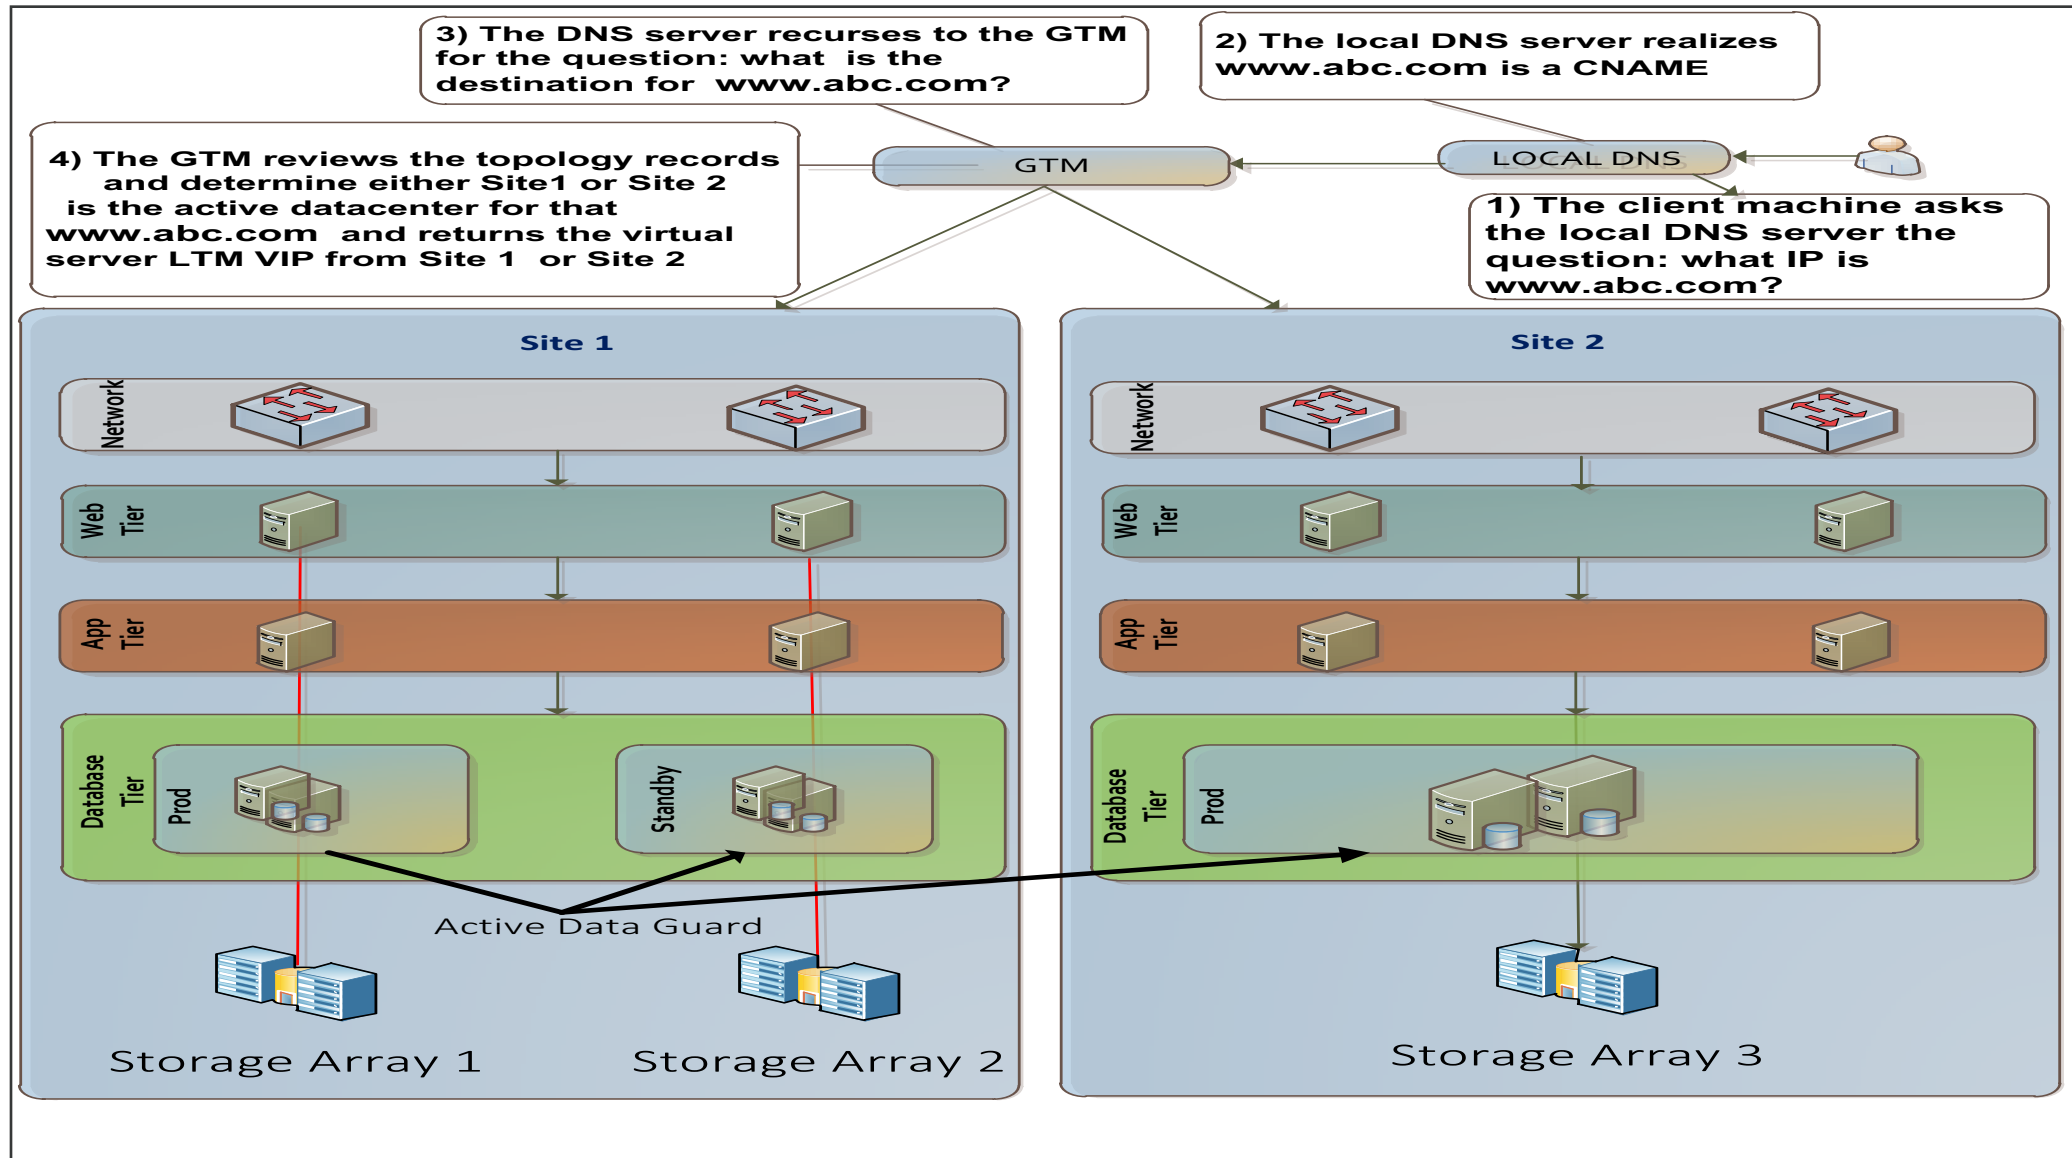 3) The DNS server recurses to the GTM
for the question: what is the
destination for www.abc.com?
2) The local DNS server realizes
www.abc.com is a CNAME
4) The GTM reviews the topology records
and determine either Site1 or Site 2
is the active datacenter for that
www.abc.com and returns the virtual
server LTM VIP from Site 1 or Site 2
GTM
LOCAL DNS
1) The client machine asks
the local DNS server the
question: what IP is
www.abc.com?
Site 1
Network
Web
Tier
App
Tier
Database
Tier
Prod
Standby
Active Data Guard
Storage Array 1
Storage Array 2
Site 2
Network
Web
Tier
App
Tier
Database
Tier
Prod
Storage Array 3